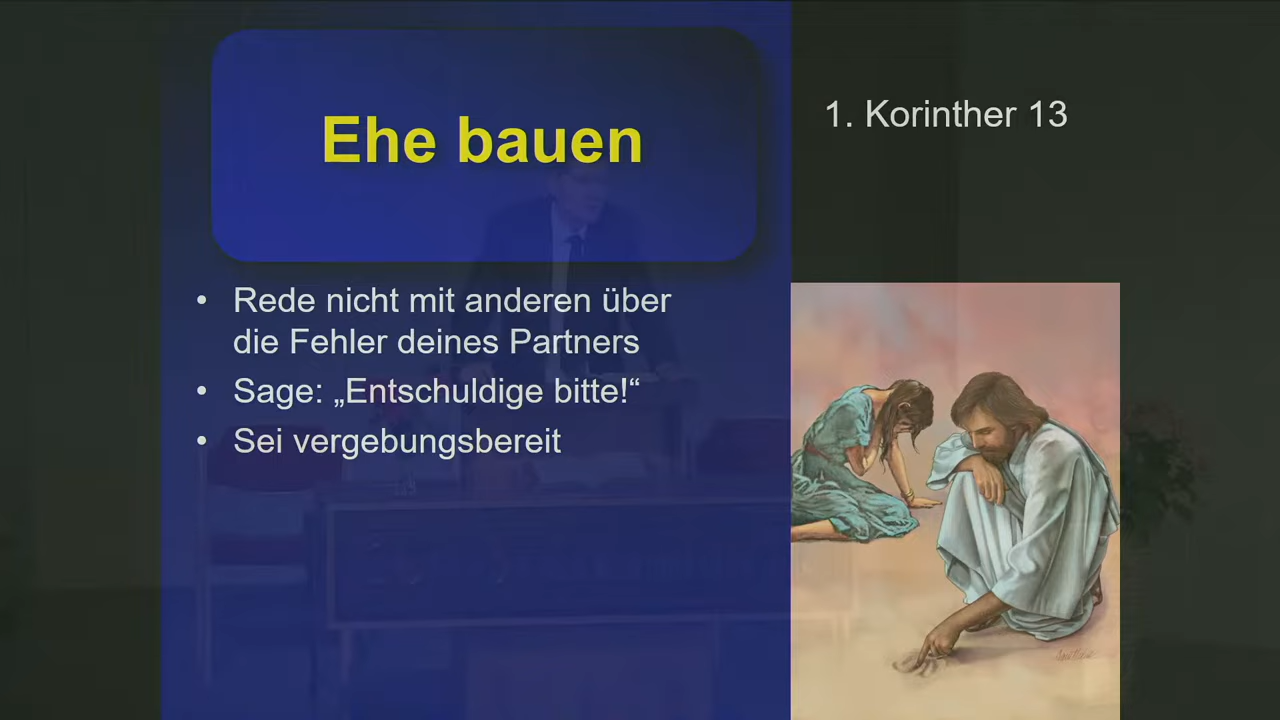 Ehe bauen
1. Korinther 13
• Rede nicht mit anderen über
die Fehler deines Partners
• Sage: „Entschuldige bitte!“
• Sei vergebungsbereit